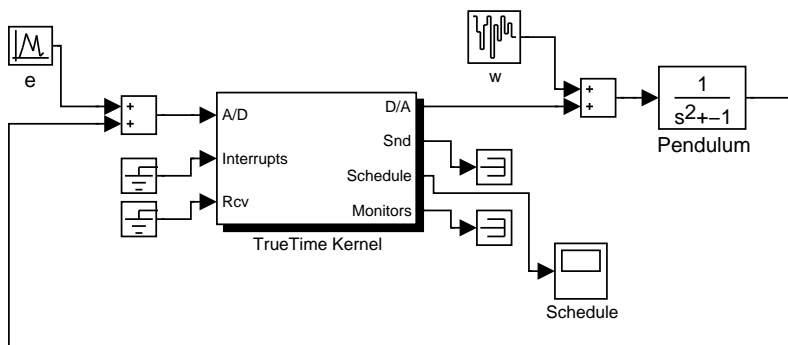 e
+
+
A/D
Interrupts
Rcv
D/A
Snd
Schedule
Monitors
TrueTime Kernel
w
+
+
1
s2+-1
Pendulum
Schedule